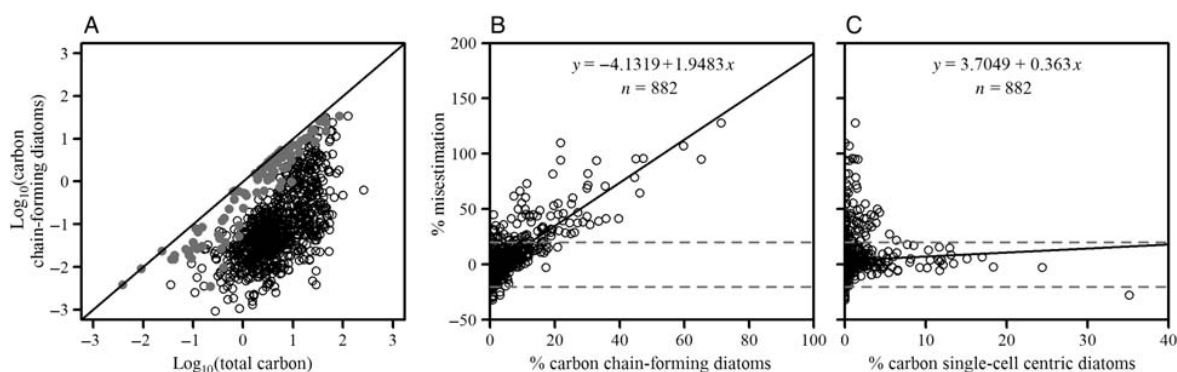 A
B
C
Log10(carbon
chain-forming diatoms)
3
2
1
0
−1
−2
−3
−3
−2
−1
0
1
2
3
Log10(total carbon)
% misestimation
200
150
100
50
0
−50
y = −4.1319 + 1.9483x
n = 882
0
20
40
60
80
100
% carbon chain-forming diatoms
y = 3.7049 + 0.363x
n = 882
0
10
20
30
40
% carbon single-cell centric diatoms